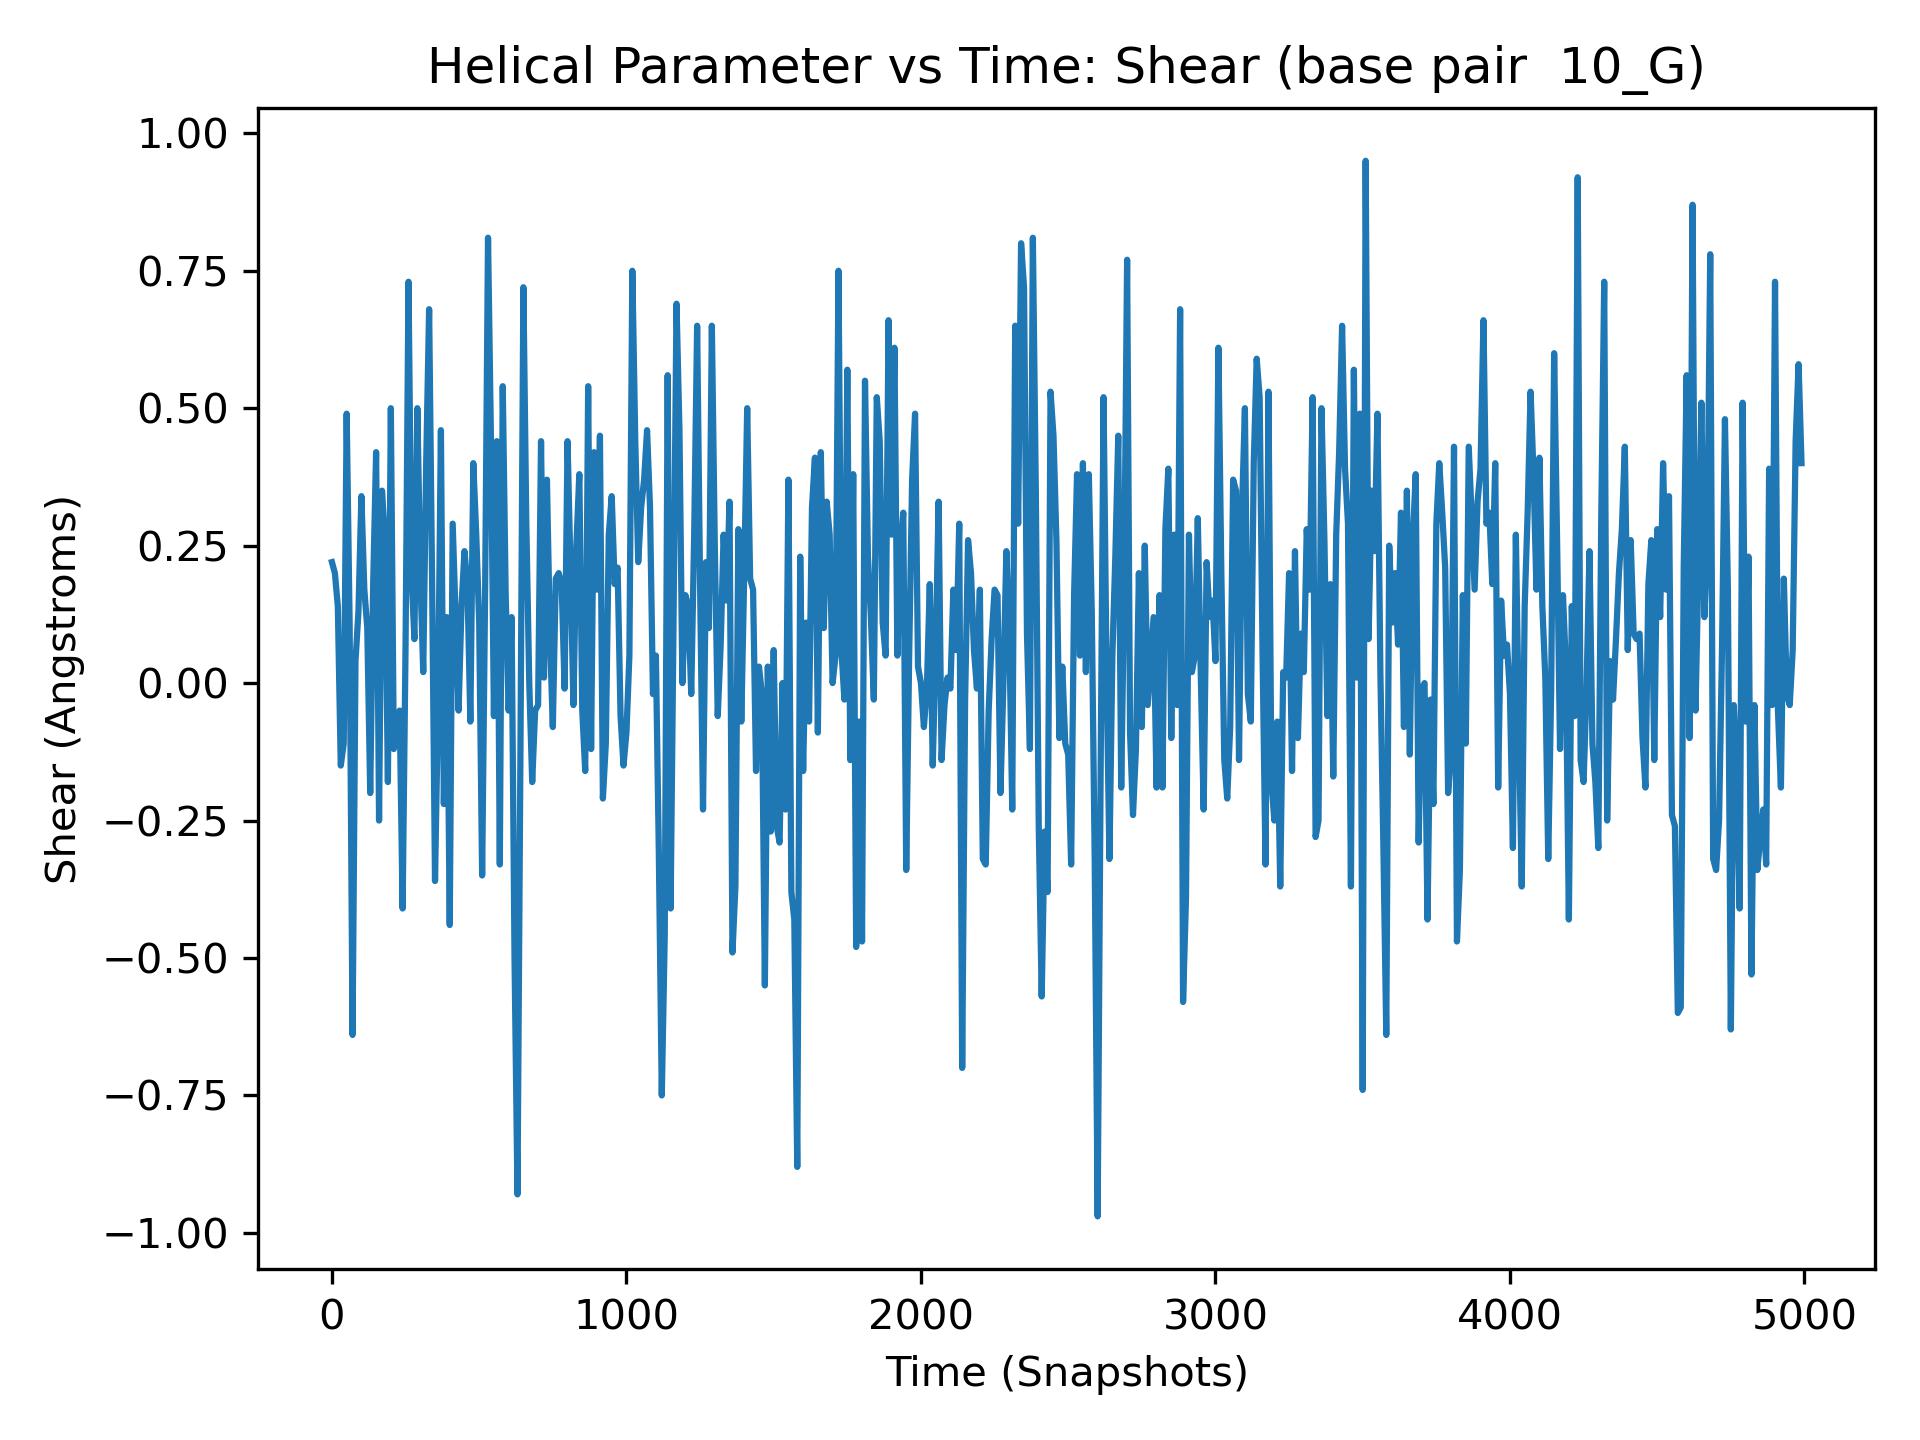 Helical Parameter vs Time: Shear (base pair  10_G)
1.00
0.75
0.50
0.25
0.00
−0.25
−0.50
−0.75
−1.00
Shear (Angstroms)
0 1000 2000 3000 4000 5000
Time (Snapshots)